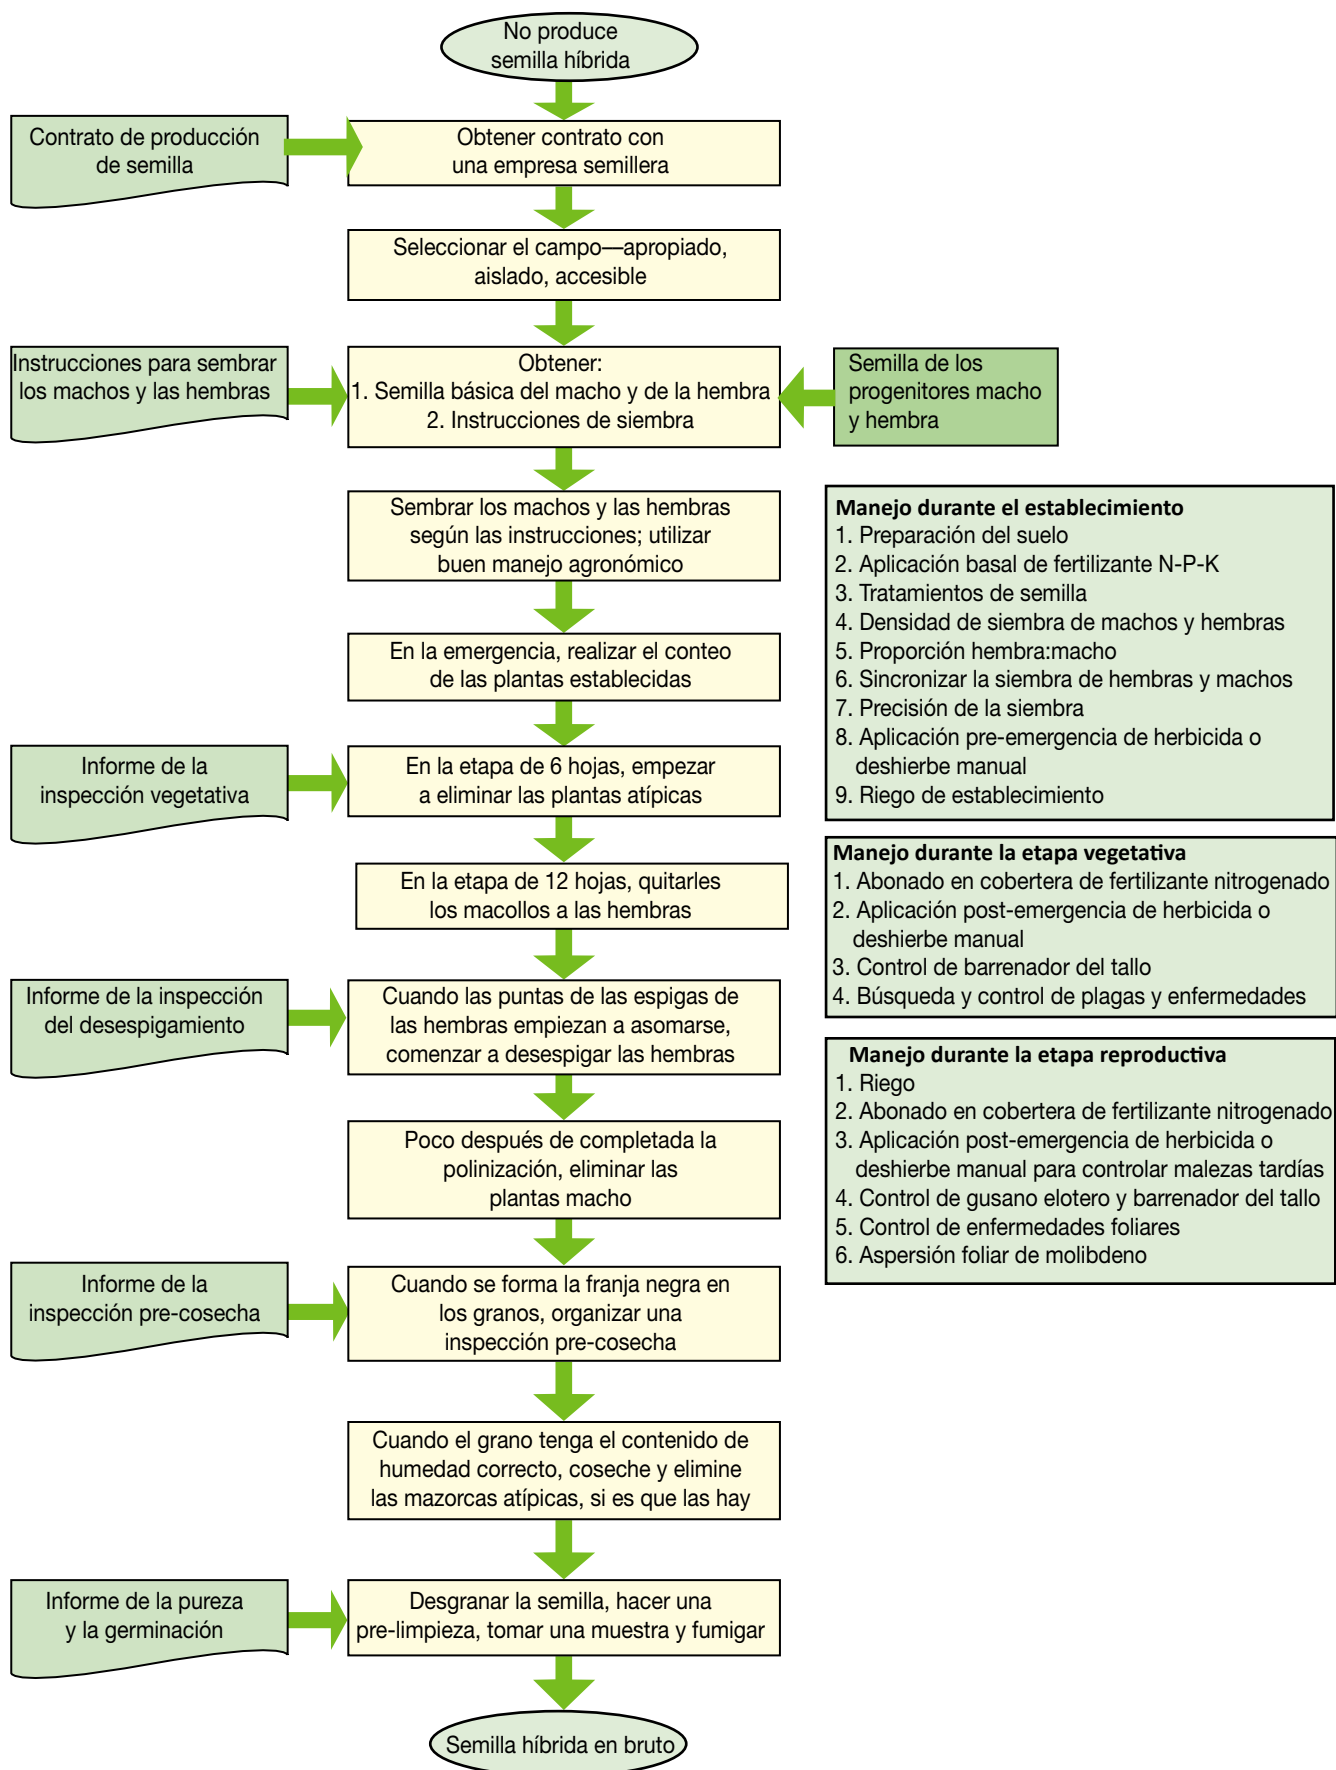 No produce
semilla híbrida
Contrato de producción
de semilla
Obtener contrato con
una empresa semillera
Seleccionar el campo—apropiado,
aislado, accesible
Instrucciones para sembrar
los machos y las hembras
Obtener:
1. Semilla básica del macho y de la hembra
2. Instrucciones de siembra
Semilla de los
progenitores macho
y hembra
Sembrar los machos y las hembras
según las instrucciones; utilizar
buen manejo agronómico
En la emergencia, realizar el conteo
de las plantas establecidas
Informe de la
inspección vegetativa
En la etapa de 6 hojas, empezar
a eliminar las plantas atípicas
En la etapa de 12 hojas, quitarles
los macollos a las hembras
Informe de la inspección
del desespigamiento
Cuando las puntas de las espigas de
las hembras empiezan a asomarse,
comenzar a desespigar las hembras
Poco después de completada la
polinización, eliminar las
plantas macho
Informe de la
inspección pre-cosecha
Cuando se forma la franja negra en
los granos, organizar una
inspección pre-cosecha
Cuando el grano tenga el contenido de
humedad correcto, coseche y elimine
las mazorcas atípicas, si es que las hay
Informe de la pureza
y la germinación
Desgranar la semilla, hacer una
pre-limpieza, tomar una muestra y fumigar
Semilla híbrida en bruto
Manejo durante el establecimiento
1. Preparación del suelo
2. Aplicación basal de fertilizante N-P-K
3. Tratamientos de semilla
4. Densidad de siembra de machos y hembras
5. Proporción hembra:macho
6. Sincronizar la siembra de hembras y machos
7. Precisión de la siembra
8. Aplicación pre-emergencia de herbicida o
deshierbe manual
9. Riego de establecimiento
Manejo durante la etapa vegetativa
1. Abonado en cobertera de fertilizante nitrogenado
2. Aplicación post-emergencia de herbicida o
deshierbe manual
3. Control de barrenador del tallo
4. Búsqueda y control de plagas y enfermedades
Manejo durante la etapa reproductiva
1. Riego
2. Abonado en cobertera de fertilizante nitrogenado
3. Aplicación post-emergencia de herbicida o
deshierbe manual para controlar malezas tardías
4. Control de gusano elotero y barrenador del tallo
5. Control de enfermedades foliares
6. Aspersión foliar de molibdeno